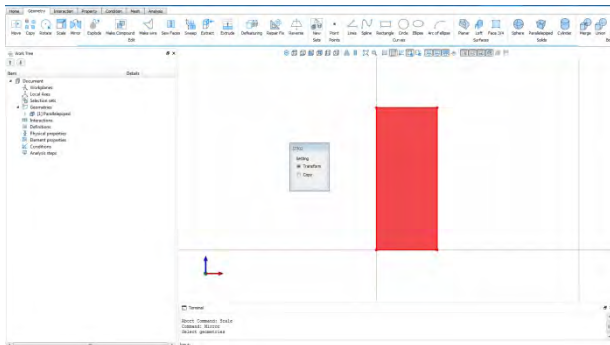 Home Geometry Interaction Property Condition Mesh Analysis
Move Copy Rotate Scale Mirror Explode Make Compound Make wire Sew Faces Sweep Extract Extrude Defeaturing Repair Fix Reverse New Point Lines Spline Rectangle Circle Ellipse Arc of ellipse Planar Loft Face 3/4 Sphere Parallelepiped Cylinder Merge Union
Edit Sets Points Curves Surfaces Solids
Work Tree
Item Details
Document
Workplanes
Local Axes
Selection sets
Geometries
[1]Parallelepiped
Interactions
Definitions
Physical properties
Element properties
Conditions
Analysis steps
Setting
Transform
Copy
Terminal
Abort Command: Scale
Command: Mirror
Select geometries